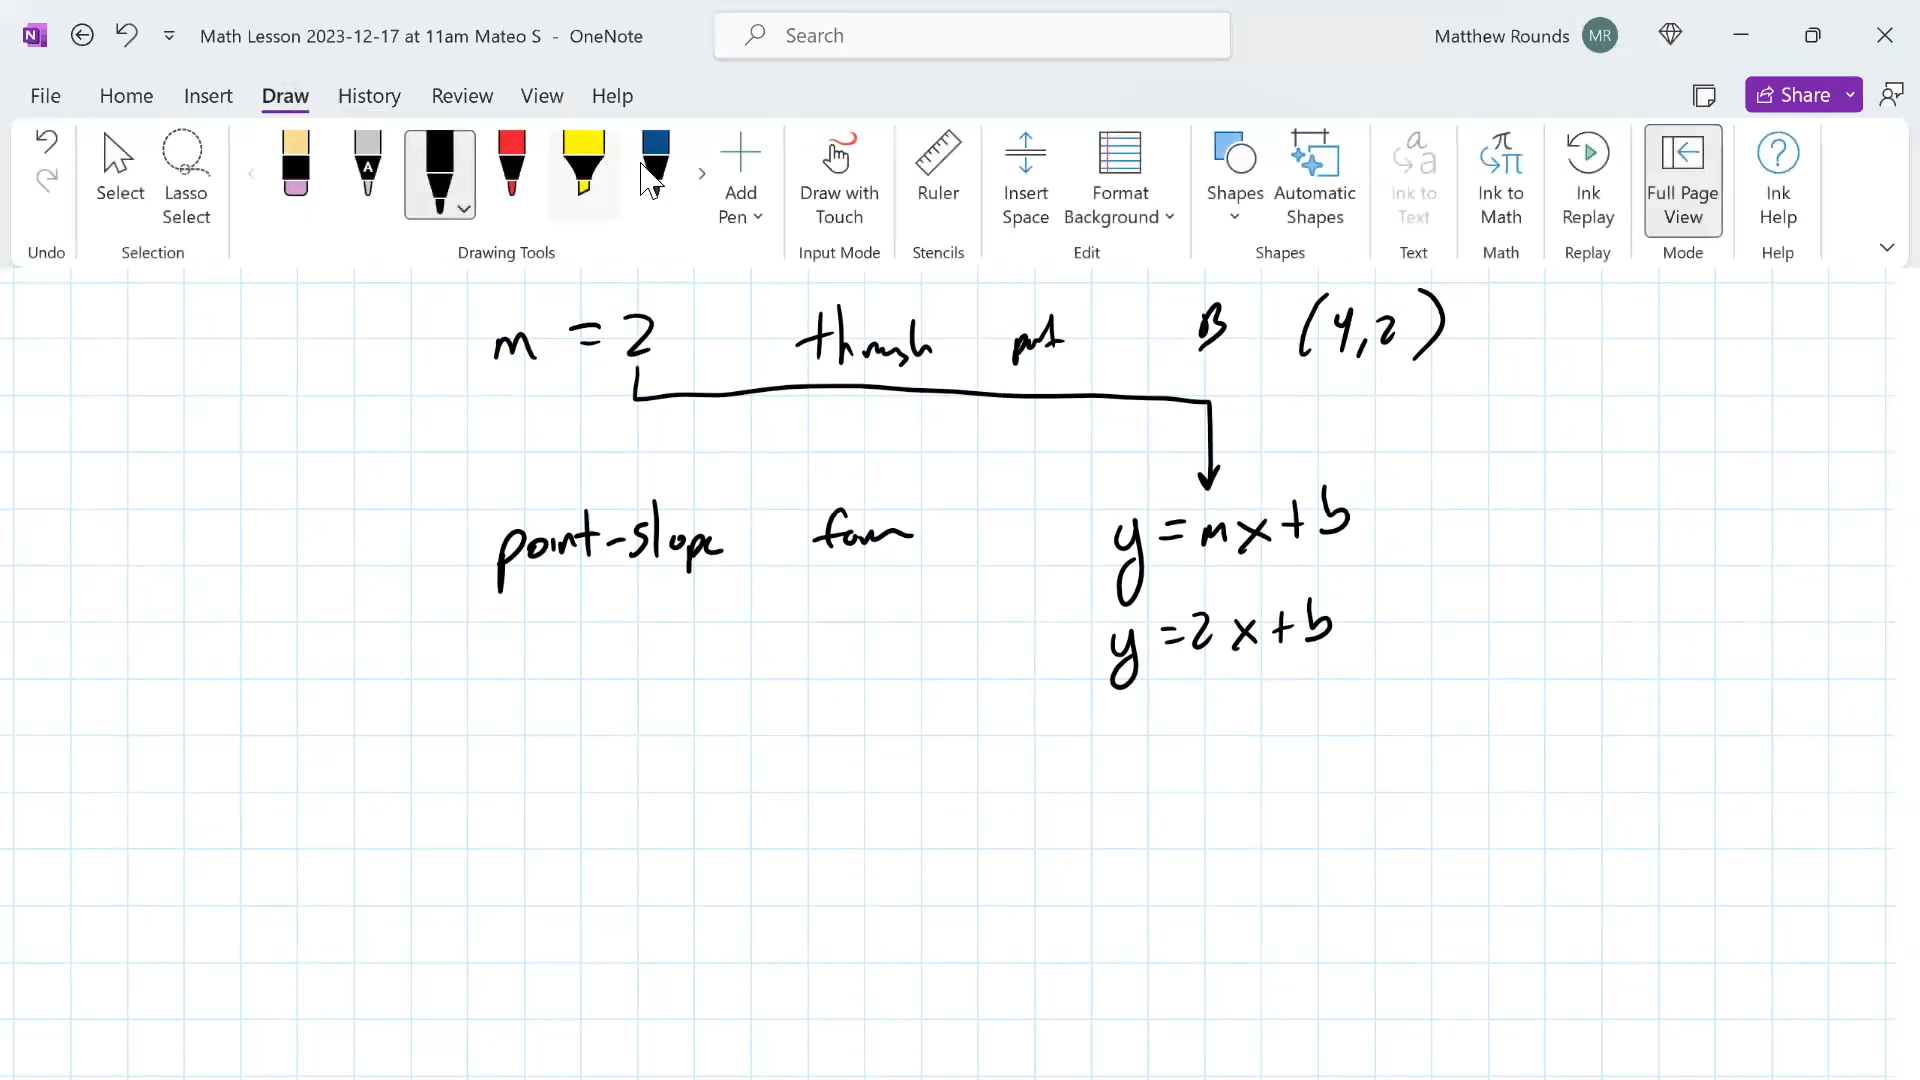 Math Lesson 2023-12-17 at 11am Mateo S - OneNote
Search
Matthew Rounds MR
File Home Insert Draw History Review View Help
Share
Select
Lasso Select
A
Add Pen
Draw with Touch
Ruler
Insert Space
Format Background
Shapes
Automatic Shapes
a a
Ink to Text
π π
Ink to Math
Ink Replay
Full Page View
?
Ink Help
Undo Selection Drawing Tools Input Mode Stencils Edit Shapes Text Math Replay Mode Help
m = 2 B (4,2)
point-slope form y = mx + b
y = 2x + b